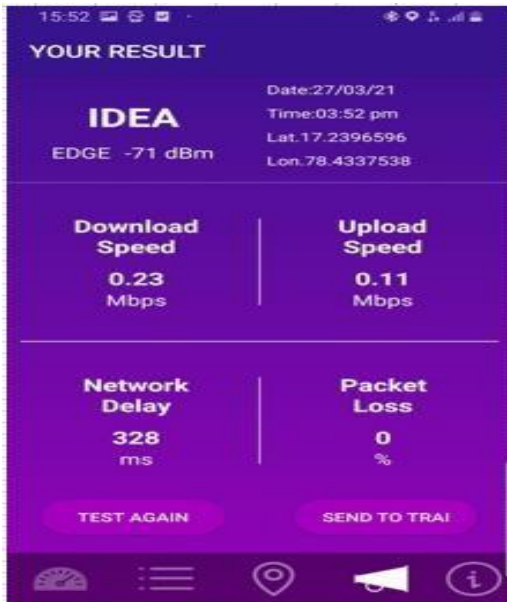 15:52
YOUR RESULT
IDEA
EDGE -71 dBm
Date:27/03/21
Time:03:52 pm
Lat.17.2396596
Lon.78.4337538
Download
Speed
0.23
Mbps
Upload
Speed
0.11
Mbps
Network
Delay
328
ms
Packet
Loss
0
%
TEST AGAIN
SEND TO TRAI